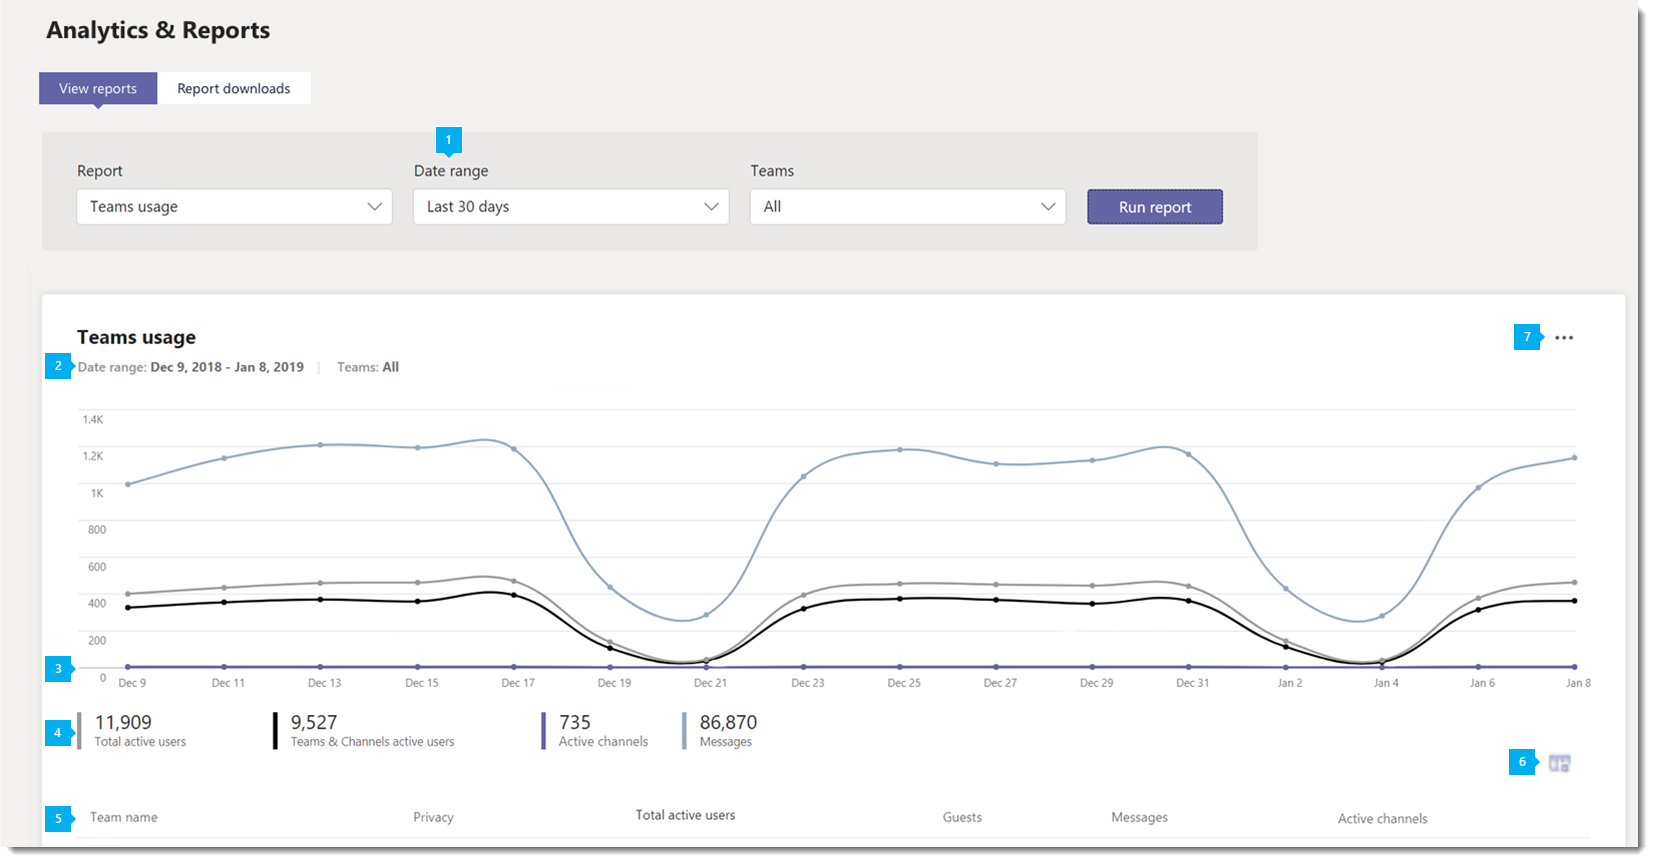 Analytics & Reports
View reports Report downloads
1
Report Date range Teams
Teams usage Last 30 days All Run report
Teams usage 7
2 Date range: Dec 9, 2018 - Jan 8, 2019 | Teams: All
1.4K
1.2K
1K
800
600
400
200
3
0
Dec 9 Dec 11 Dec 13 Dec 15 Dec 17 Dec 19 Dec 21 Dec 23 Dec 25 Dec 27 Dec 29 Dec 31 Jan 2 Jan 4 Jan 6 Jan 8
4 11,909 9,527 735 86,870
Total active users Teams & Channels active users Active channels Messages
6
5 Team name Privacy Total active users Guests Messages Active channels